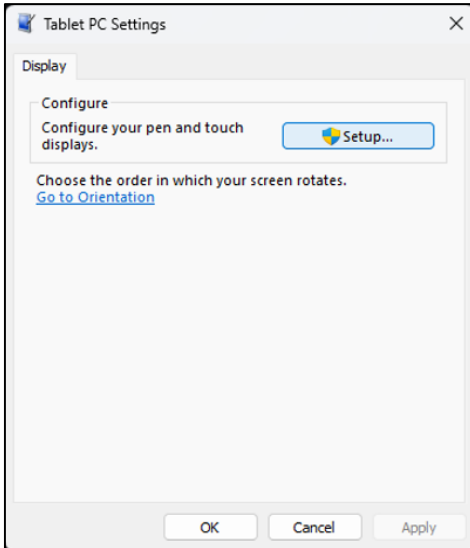 Tablet PC Settings
Display
Configure
Configure your pen and touch
displays.
Setup...
Choose the order in which your screen rotates.
Go to Orientation
OK Cancel Apply